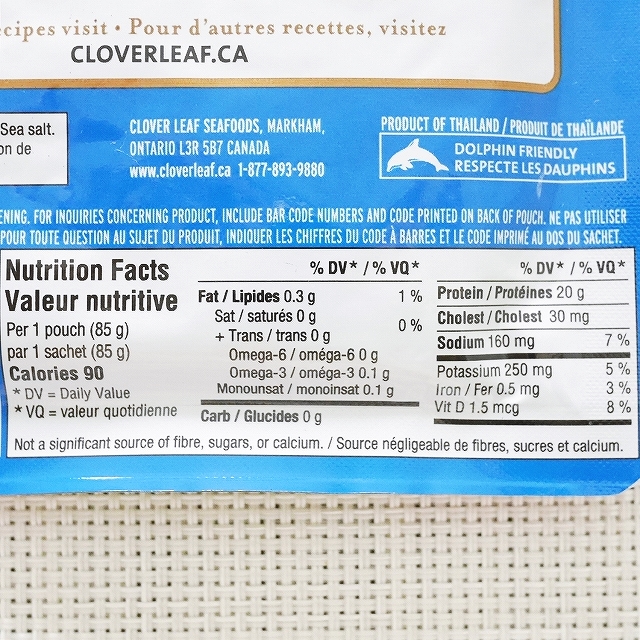 visit • Pour d'autres recettes, visitez
CLOVERLEAF.CA
Sea salt.
on de
CLOVER LEAF SEAFOODS, MARKHAM,
ONTARIO L3R 5B7 CANADA
www.cloverleaf.ca 1-877-893-9880
PRODUCT OF THAILAND / PRODUIT DE THAÏLANDE
DOLPHIN FRIENDLY
RESPECTE LES DAUPHINS
ENING. FOR INQUIRIES CONCERNING PRODUCT, INCLUDE BAR CODE NUMBERS AND CODE PRINTED ON BACK OF POUCH. NE PAS UTILISER
POUR TOUTE QUESTION AU SUJET DU PRODUIT, INDIQUER LES CHIFFRES DU CODE À BARRES ET LE CODE IMPRIMÉ AU DOS DU SACHET.
Nutrition Facts
Valeur nutritive
Per 1 pouch (85 g)
par 1 sachet (85 g)
Calories 90
* DV = Daily Value
* VQ = valeur quotidienne
% DV* / % VQ*
Fat / Lipides 0.3 g 1 %
Sat / saturés 0 g
+ Trans / trans 0 g 0 %
Omega-6 / oméga-6 0 g
Omega-3 / oméga-3 0.1 g
Monounsat / monoinsat 0.1 g
Carb / Glucides 0 g
% DV* / % VQ*
Protein / Protéines 20 g
Cholest / Cholest 30 mg
Sodium 160 mg 7 %
Potassium 250 mg 5 %
Iron / Fer 0.5 mg 3 %
Vit D 1.5 mcg 8 %
Not a significant source of fibre, sugars, or calcium. / Source négligeable de fibres, sucres et calcium.